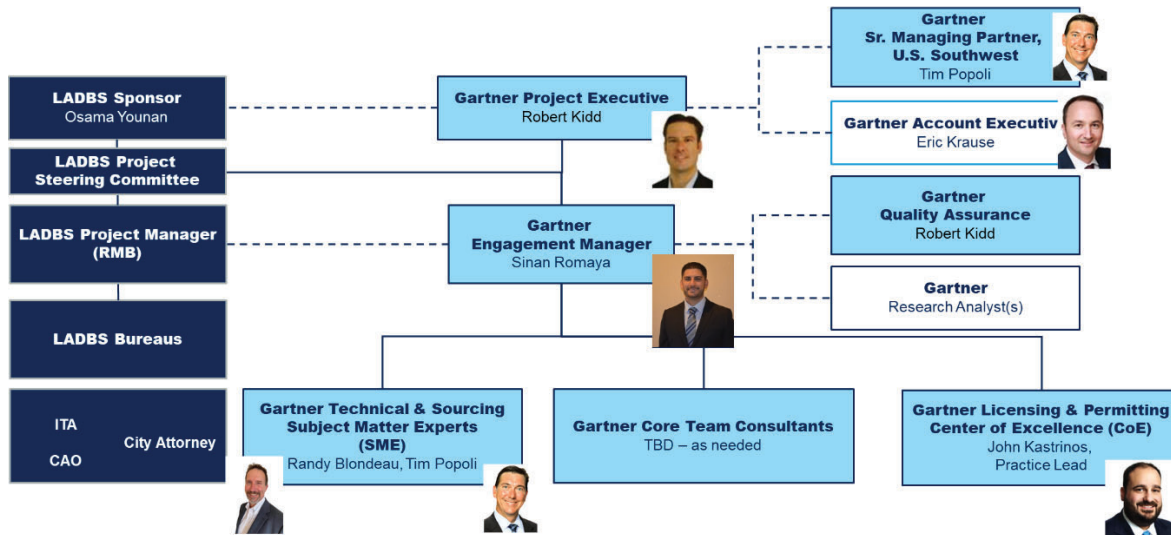 Gartner
Sr. Managing Partner,
U.S. Southwest
Tim Popoli
LADBS Sponsor
Osama Younan
Gartner Project Executive
Robert Kidd
Gartner Account Executiv
Eric Krause
LADBS Project
Steering Committee
LADBS Project Manager
(RMB)
Gartner
Engagement Manager
Sinan Romaya
Gartner
Quality Assurance
Robert Kidd
Gartner
Research Analyst(s)
LADBS Bureaus
ITA
City Attorney
CAO
Gartner Technical & Sourcing
Subject Matter Experts
(SME)
Randy Blondeau, Tim Popoli
Gartner Core Team Consultants
TBD – as needed
Gartner Licensing & Permitting
Center of Excellence (CoE)
John Kastrinos,
Practice Lead